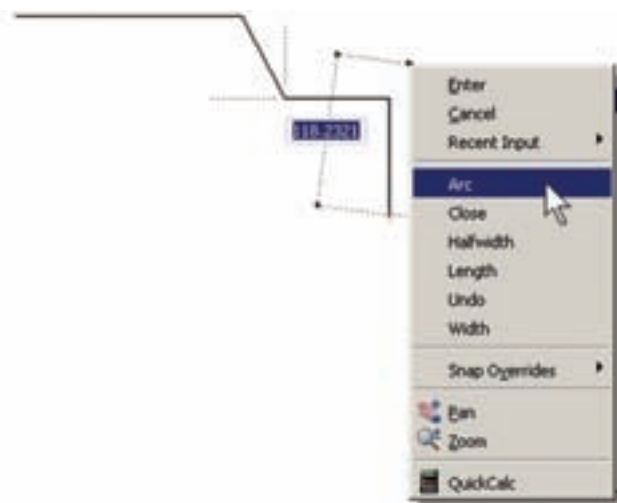 118.2321
Enter
Cancel
Recent Input
Arc
Close
Halfwidth
Length
Undo
Width
Snap Overrides
Pan
Zoom
QuickCalc